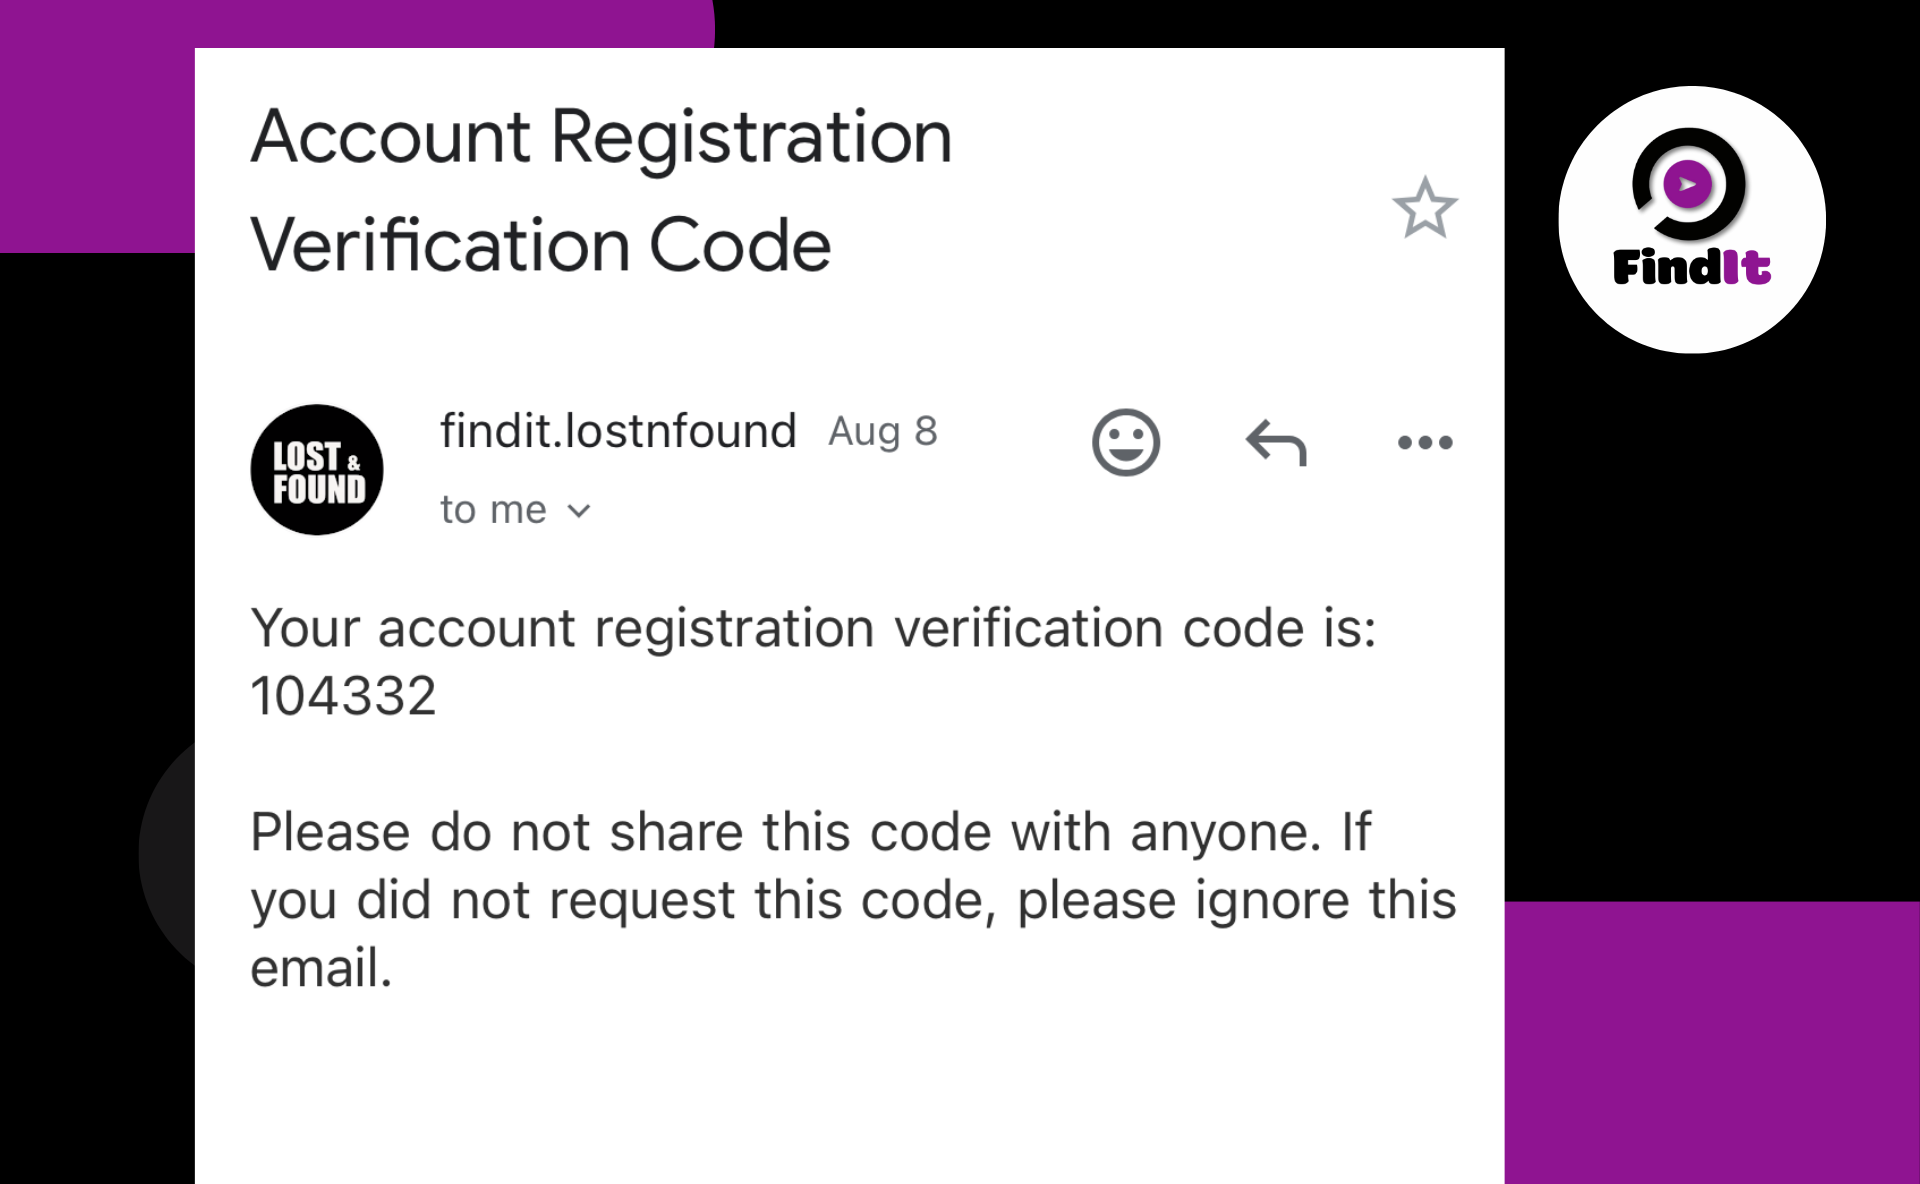 Account Registration
Verification Code
FindIt
LOST &
FOUND
findit.lostnfound Aug 8
to me
Your account registration verification code is:
104332
Please do not share this code with anyone. If
you did not request this code, please ignore this
email.